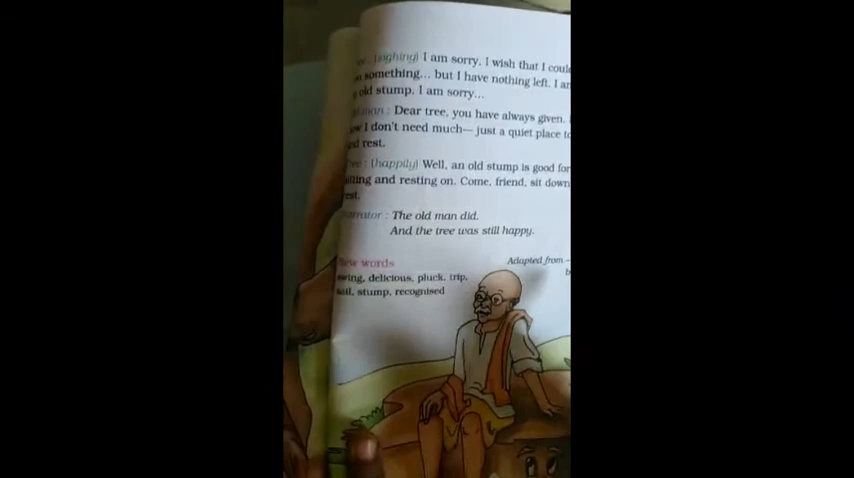 : (sighing) I am sorry. I wish that I
something... but I have nothing left. I
old stump. I am sorry...
: Dear tree, you have always given.
I don't need much— just a quiet place
rest.
: (happily) Well, an old stump is good for
and resting on. Come, friend, sit down
Narrator : The old man did.
And the tree was still happy.
New words
Adapted from –
swing, delicious, pluck, trip,
sail, stump, recognised